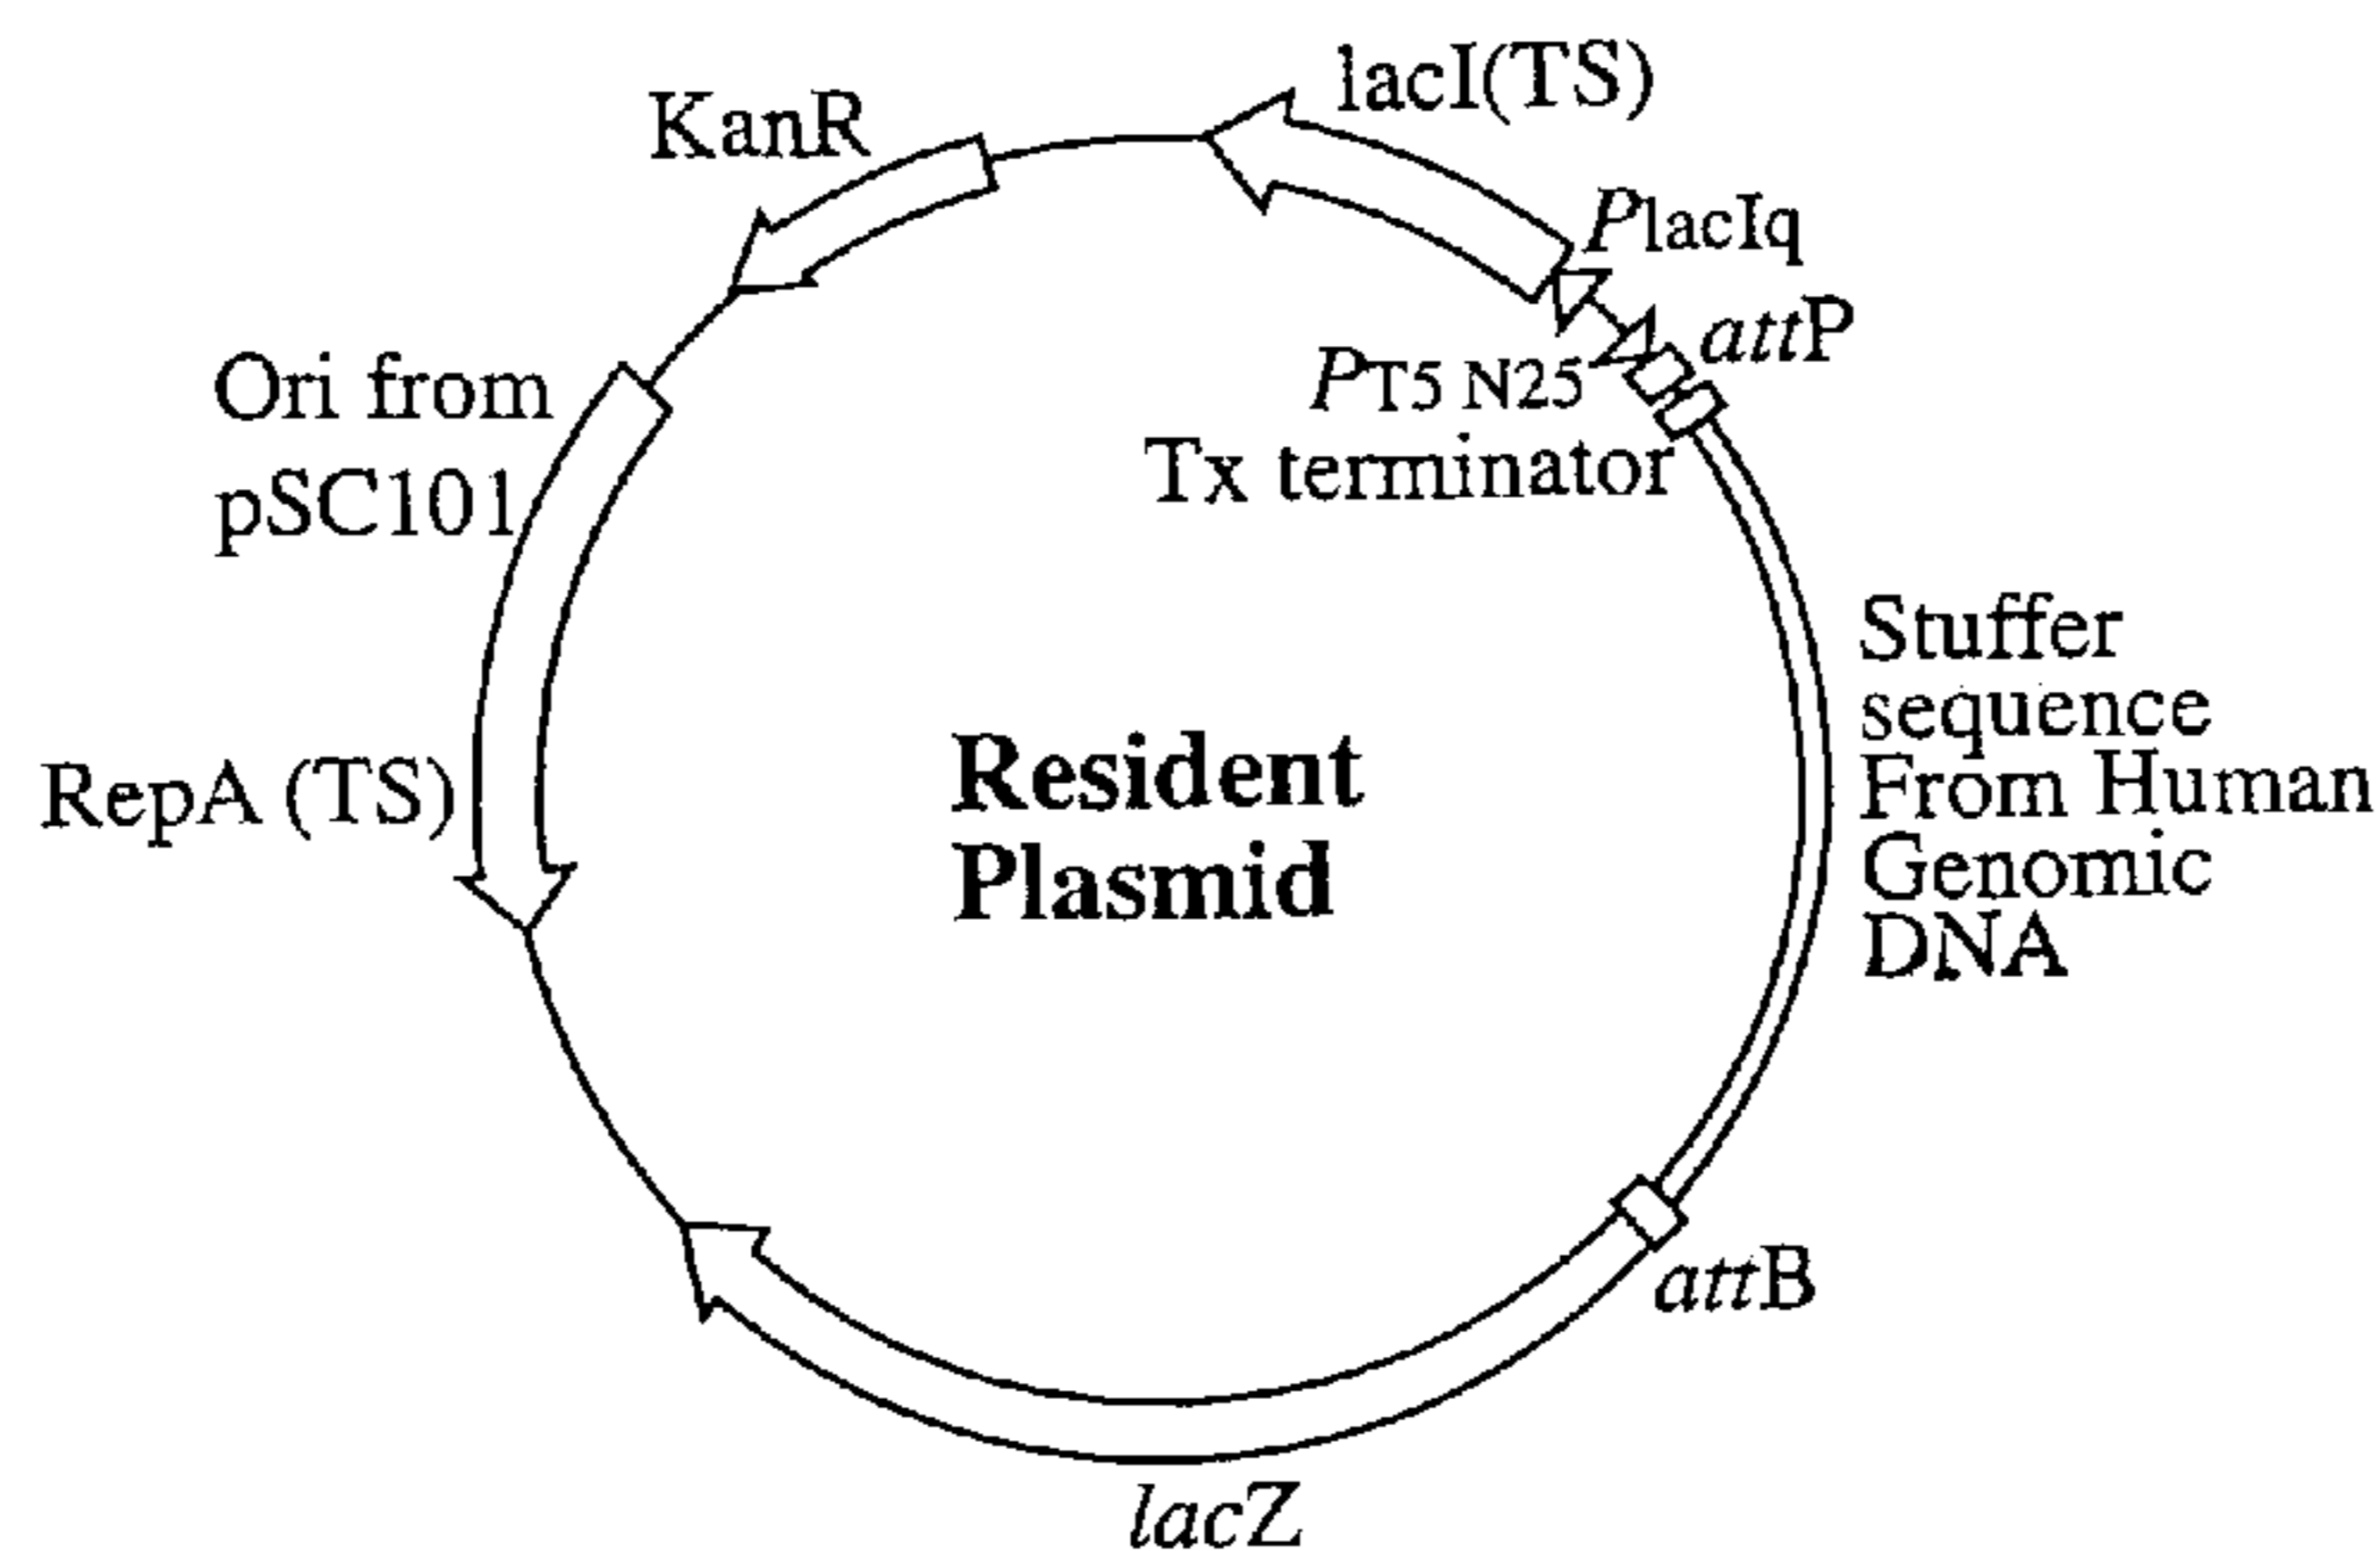 lacI(TS)
KanR
PlacIq
attP
PT5 N25
Tx terminator
Ori from
pSC101
Stuffer
sequence
From Human
Genomic
DNA
RepA (TS)
Resident
Plasmid
attB
lacZ